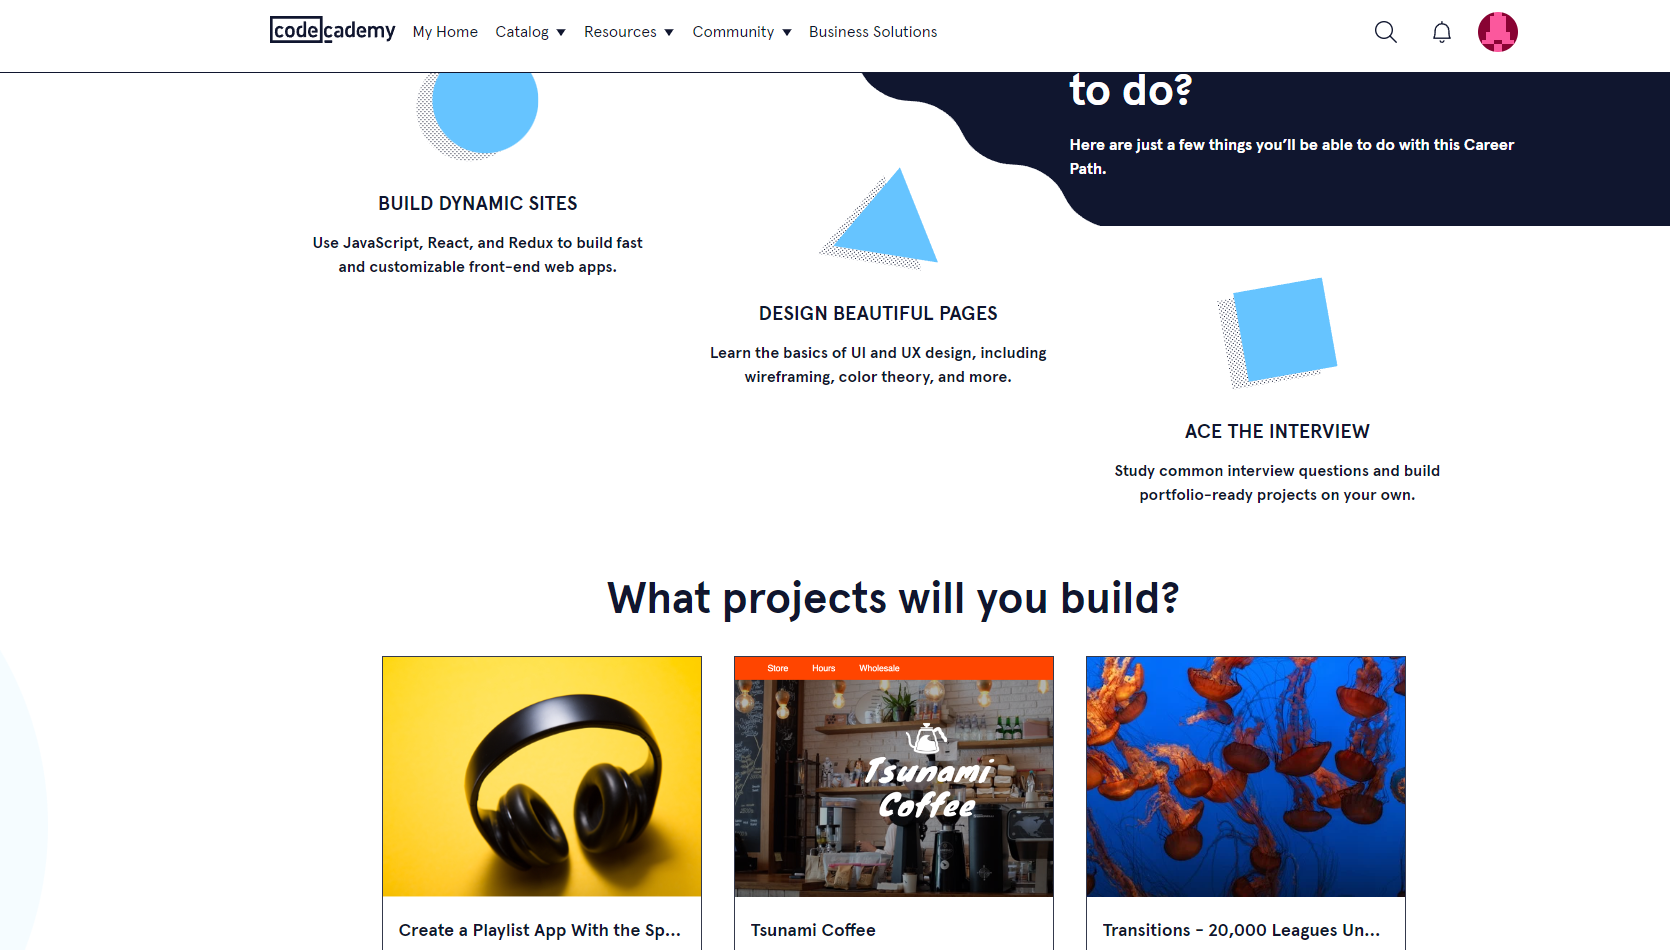 codecademy
My Home
Catalog
Resources
Community
Business Solutions
to do?
Here are just a few things you’ll be able to do with this Career
Path.
BUILD DYNAMIC SITES
Use JavaScript, React, and Redux to build fast
and customizable front-end web apps.
DESIGN BEAUTIFUL PAGES
Learn the basics of UI and UX design, including
wireframing, color theory, and more.
ACE THE INTERVIEW
Study common interview questions and build
portfolio-ready projects on your own.
What projects will you build?
Store
Hours
Wholesale
Tsunami
Coffee
Create a Playlist App With the Sp...
Tsunami Coffee
Transitions - 20,000 Leagues Un...